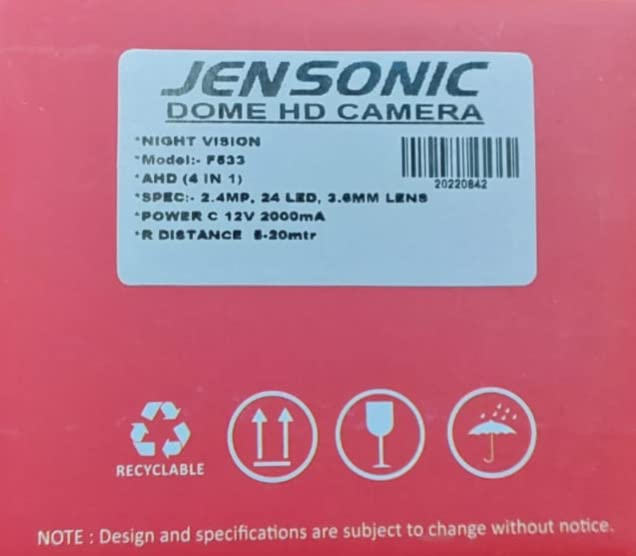 JENSONIC
DOME HD CAMERA
*NIGHT VISION
*Model:- F533
*AHD (4 IN 1)
*SPEC:- 2.4MP, 24 LED, 3.6MM LENS
*POWER C 12V 2000mA
*R DISTANCE 5-20mtr
20220842
RECYCLABLE
NOTE : Design and specifications are subject to change without notice.